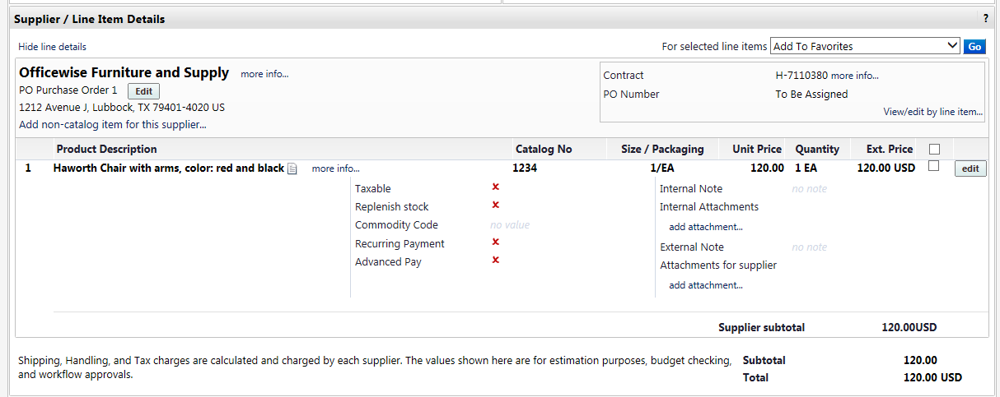 Supplier / Line Item Details ?
Hide line details For selected line items Add To Favorites Go
Officewise Furniture and Supply more info...
PO Purchase Order 1 Edit
1212 Avenue J, Lubbock, TX 79401-4020 US
Add non-catalog item for this supplier...
Contract H-7110380 more info...
PO Number To Be Assigned
View/edit by line item...
Product Description Catalog No Size / Packaging Unit Price Quantity Ext. Price
1 Haworth Chair with arms, color: red and black more info... 1234 1/EA 120.00 1 EA 120.00 USD edit
Taxable
Replenish stock
Commodity Code no value
Recurring Payment
Advanced Pay
Internal Note no note
Internal Attachments
add attachment...
External Note no note
Attachments for supplier
add attachment...
Supplier subtotal 120.00USD
Shipping, Handling, and Tax charges are calculated and charged by each supplier. The values shown here are for estimation purposes, budget checking,
and workflow approvals.
Subtotal 120.00
Total 120.00 USD